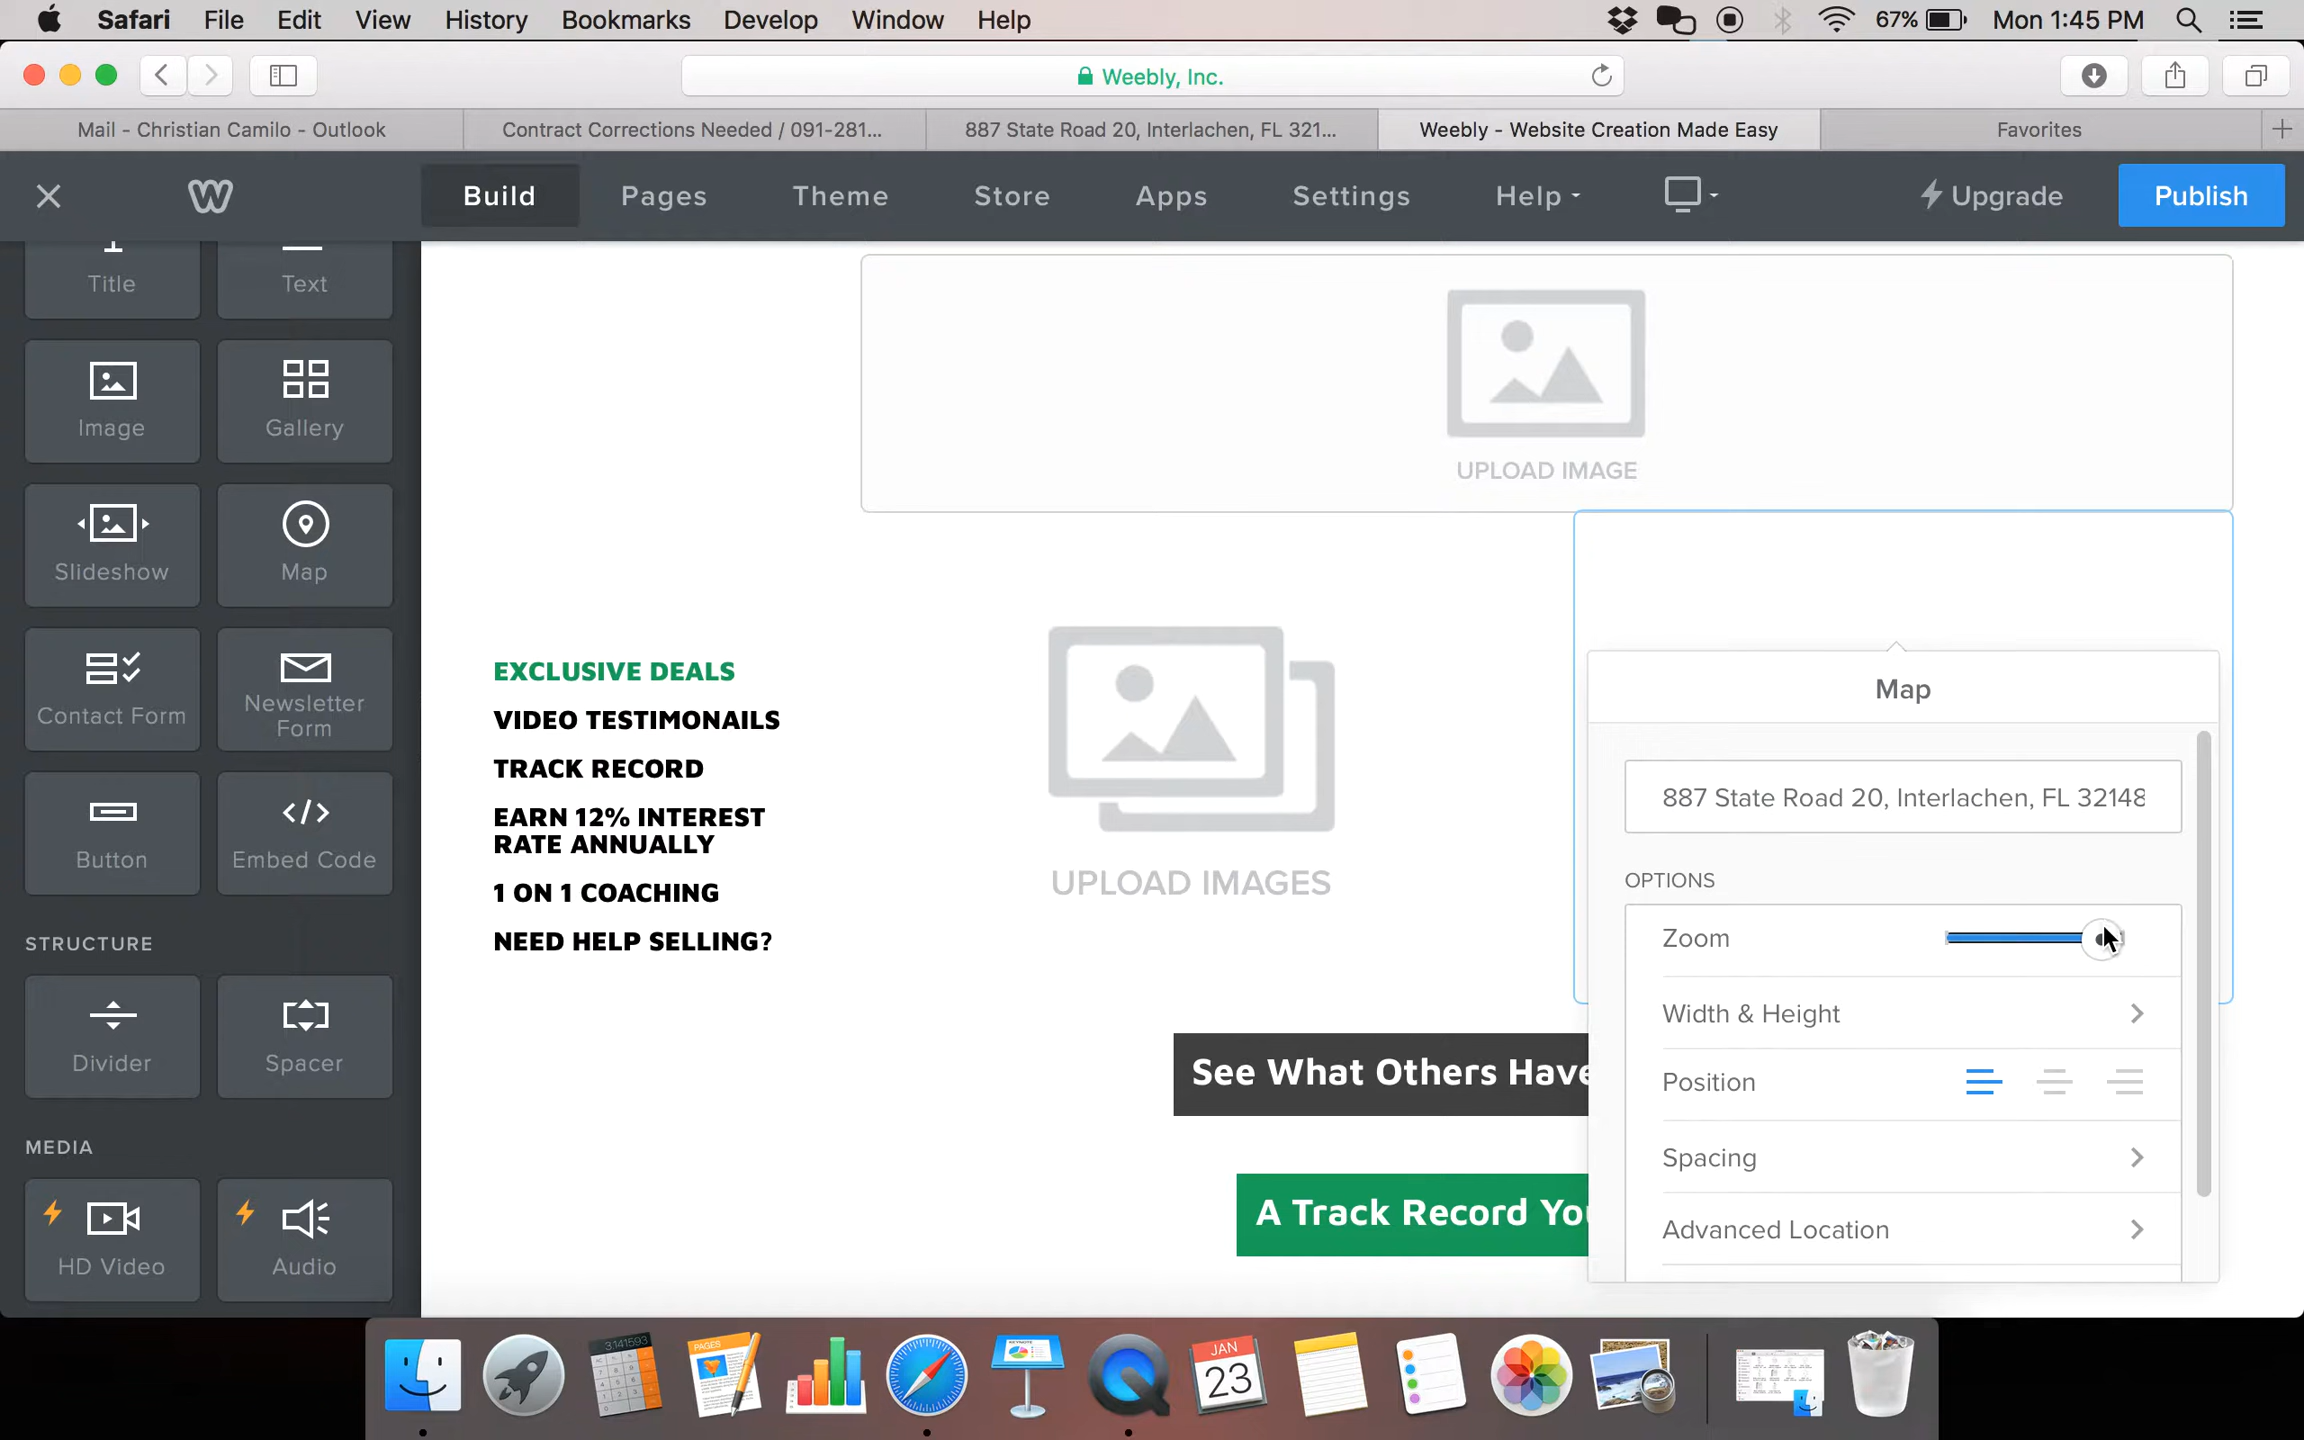 Safari File Edit View History Bookmarks Develop Window Help 67% Mon 1:45 PM
Weebly, Inc.
Mail - Christian Camilo - Outlook
Contract Corrections Needed / 091-281...
887 State Road 20, Interlachen, FL 321...
Weebly - Website Creation Made Easy
Favorites
Build Pages Theme Store Apps Settings Help Upgrade Publish
Title Text
Image Gallery
Slideshow Map
Contact Form Newsletter
Form
Button Embed Code
STRUCTURE
Divider Spacer
MEDIA
HD Video Audio
UPLOAD IMAGE
EXCLUSIVE DEALS
VIDEO TESTIMONAILS
TRACK RECORD
EARN 12% INTEREST
RATE ANNUALLY
1 ON 1 COACHING
NEED HELP SELLING?
UPLOAD IMAGES
See What Others Have
A Track Record You
Map
887 State Road 20, Interlachen, FL 32148
OPTIONS
Zoom
Width & Height
Position
Spacing
Advanced Location
3.141593
PAGES
JAN
23